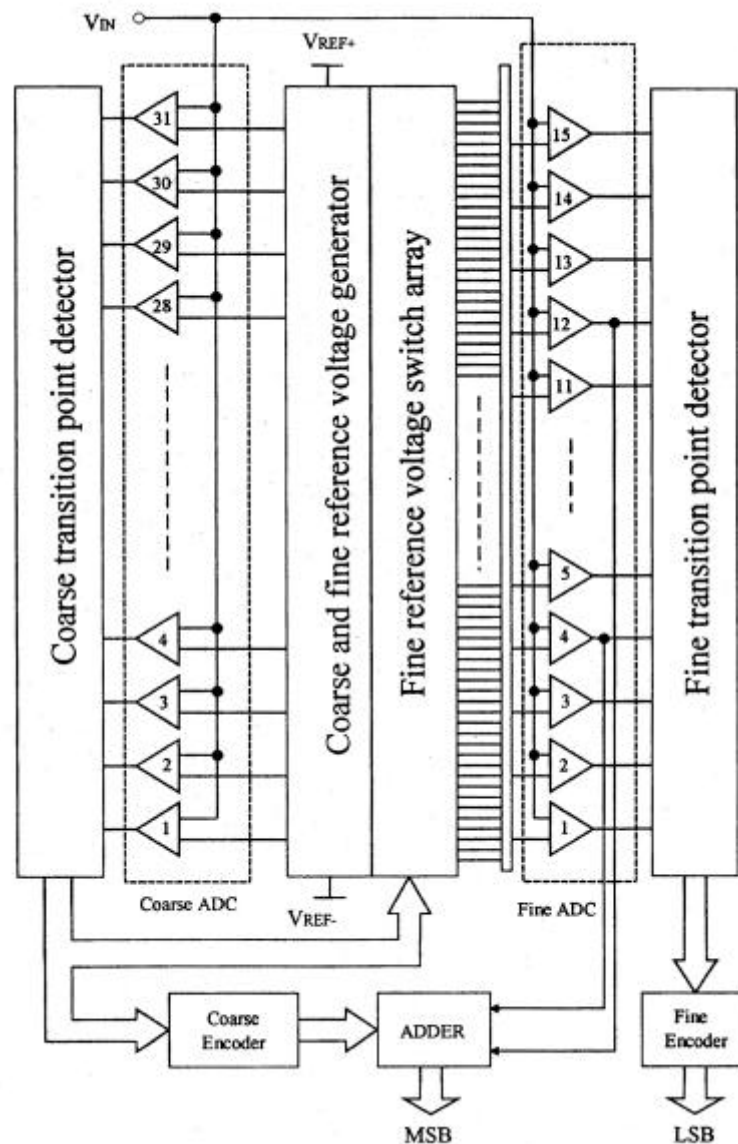 VIN
VREF+
31
30
29
28
4
3
2
1
Coarse transition point detector
Coarse and fine reference voltage generator
Fine reference voltage switch array
15
14
13
12
11
5
4
3
2
1
Fine transition point detector
Coarse ADC
VREF-
Fine ADC
Coarse
Encoder
ADDER
Fine
Encoder
MSB
LSB